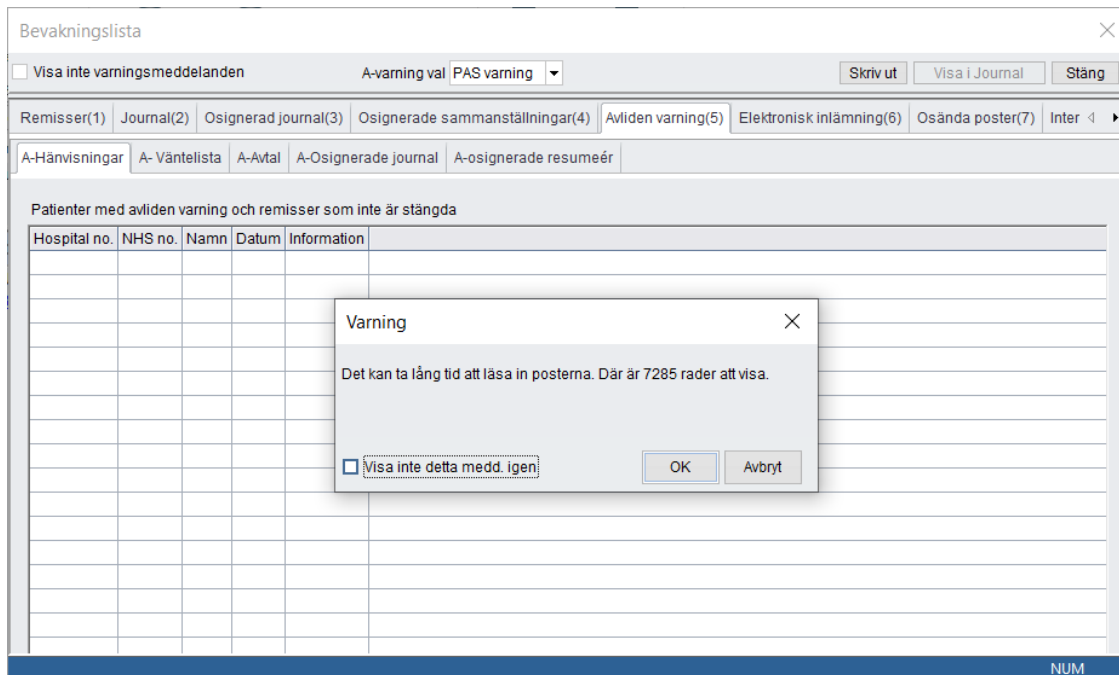 Bevakningslista
Visa inte varningsmeddelanden A-varning val PAS varning Skriv ut Visa i Journal Stäng
Remisser(1) Journal(2) Osignerad journal(3) Osignerade sammanställningar(4) Avliden varning(5) Elektronisk inlämning(6) Osända poster(7) Inter
A-Hänvisningar A- Väntelista A-Avtal A-Osignerade journal A-osignerade resumeér
Patienter med avliden varning och remisser som inte är stängda
Hospital no. NHS no. Namn Datum Information
Varning
Det kan ta lång tid att läsa in posterna. Där är 7285 rader att visa.
Visa inte detta medd. igen OK Avbryt
NUM